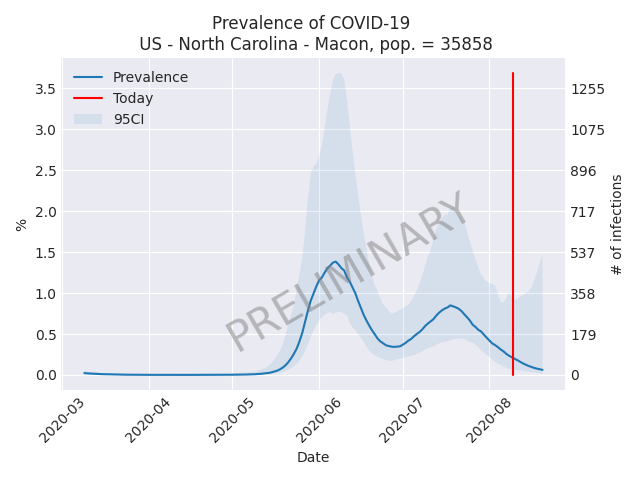 Prevalence of COVID-19
US - North Carolina - Macon, pop. = 35858
Prevalence
Today
95CI
3.5
3.0
2.5
2.0
1.5
1.0
0.5
0.0
%
1255
1075
896
717
537
358
179
0
# of infections
PRELIMINARY
2020-03
2020-04
2020-05
2020-06
2020-07
2020-08
Date